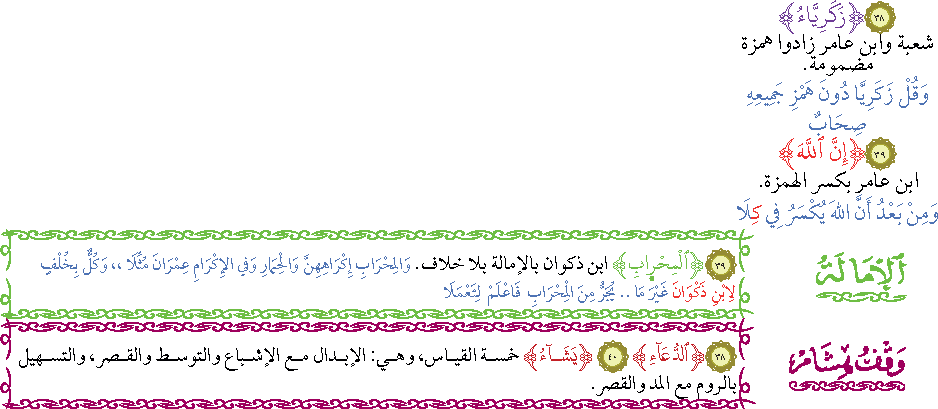 ٣٨ ﴿زَكَرِيَّاءُ﴾
شعبة وابن عامر زادوا همزة
مضمومة.
وَقُلْ زَكَرِيَّا دُونَ هَمْزِ جَمِيعِهِ
صِحَابٌ
٣٩ ﴿إِنَّ ٱللَّهَ﴾
ابن عامر بكسر الهمزة.
وَمِنْ بَعْدُ أَنَّ اللهَ يُكْسَرُ فِي كِلَا
ٱلْإِمَالَةُ
٣٩ ﴿ٱلْمِحْرَابِ﴾ ابن ذكوان بالإمالة بلا خلاف. وَالمِحْرَابِ إِكْرَاهِهِنَّ وَالْحِمَارِ وَفِي الإِكْرَامِ عِمْرَانَ مُثِّلَا ،، وَكُلٌّ بِخُلْفٍ
لِابْنِ ذَكْوَانَ غَيْرَ مَا .. يُجَرُّ مِنَ الْمِحْرَابِ فَاعْلَمْ لِتَعْمَلَا
وَقْفُ هِشَام
٣٨ ﴿ٱلدُّعَآءِ﴾ ٤٠ ﴿يَشَآءُ﴾ خمسة القياس، وهي: الإبدال مع الإشباع والتوسط والقصر، والتسهيل
بالروم مع المد والقصر.